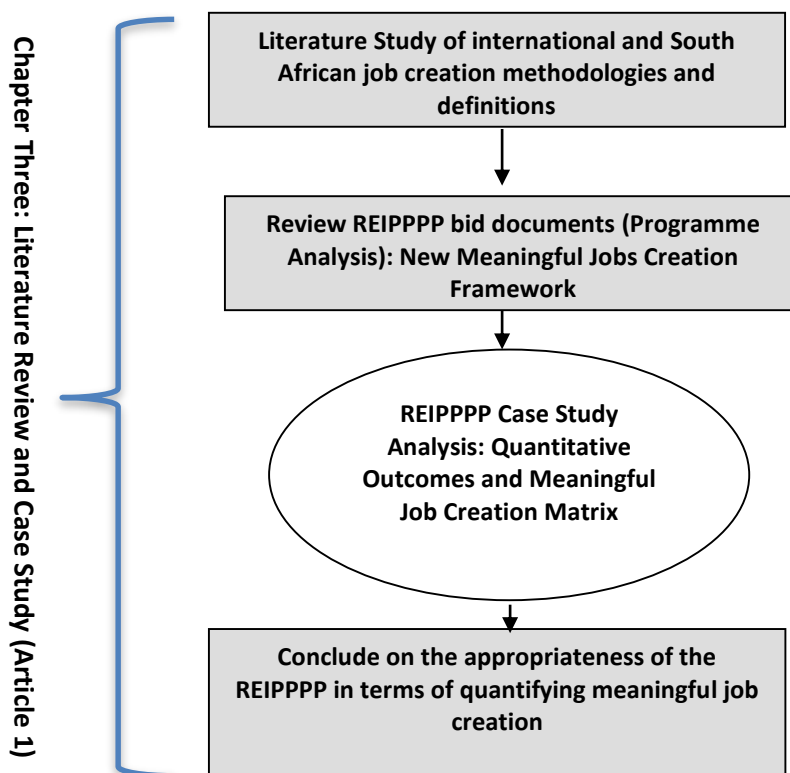 Chapter Three: Literature Review and Case Study (Article 1)
Literature Study of international and South
African job creation methodologies and
definitions
Review REIPPPP bid documents (Programme
Analysis): New Meaningful Jobs Creation
Framework
REIPPPP Case Study
Analysis: Quantitative
Outcomes and Meaningful
Job Creation Matrix
Conclude on the appropriateness of the
REIPPPP in terms of quantifying meaningful job
creation